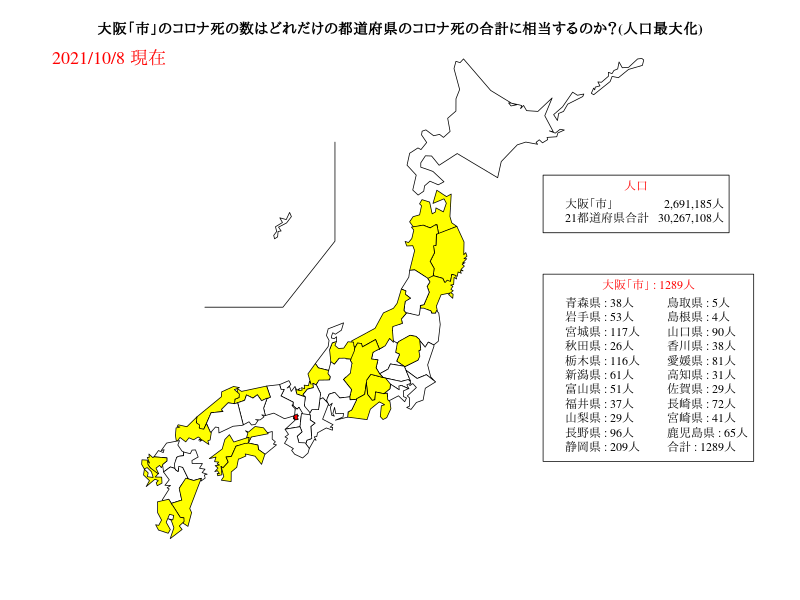 大阪「市」のコロナ死の数はどれだけの都道府県のコロナ死の合計に相当するのか？(人口最大化)
2021/10/8 現在
人口
大阪「市」 2,691,185人
21都道府県合計 30,267,108人
大阪「市」 : 1289人
青森県 : 38人 鳥取県 : 5人
岩手県 : 53人 島根県 : 4人
宮城県 : 117人 山口県 : 90人
秋田県 : 26人 香川県 : 38人
栃木県 : 116人 愛媛県 : 81人
新潟県 : 61人 高知県 : 31人
富山県 : 51人 佐賀県 : 29人
福井県 : 37人 長崎県 : 72人
山梨県 : 29人 宮崎県 : 41人
長野県 : 96人 鹿児島県 : 65人
静岡県 : 209人 合計 : 1289人